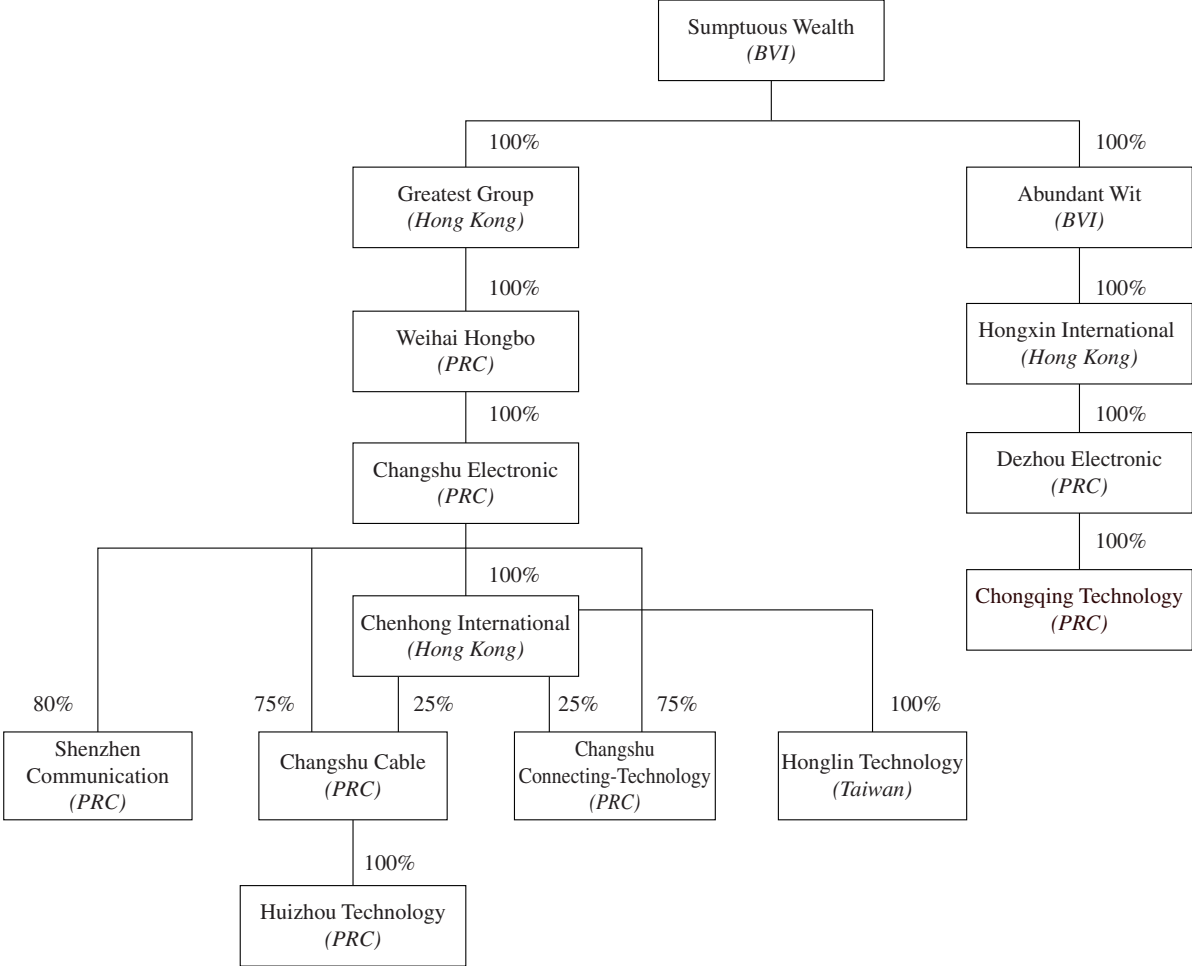 Sumptuous Wealth
(BVI)
100%
100%
Greatest Group
(Hong Kong)
Abundant Wit
(BVI)
100%
100%
Weihai Hongbo
(PRC)
Hongxin International
(Hong Kong)
100%
100%
Changshu Electronic
(PRC)
Dezhou Electronic
(PRC)
100%
100%
Chenhong International
(Hong Kong)
Chongqing Technology
(PRC)
80%
75%
25%
25%
75%
100%
Shenzhen
Communication
(PRC)
Changshu Cable
(PRC)
Changshu
Connecting-Technology
(PRC)
Honglin Technology
(Taiwan)
100%
Huizhou Technology
(PRC)